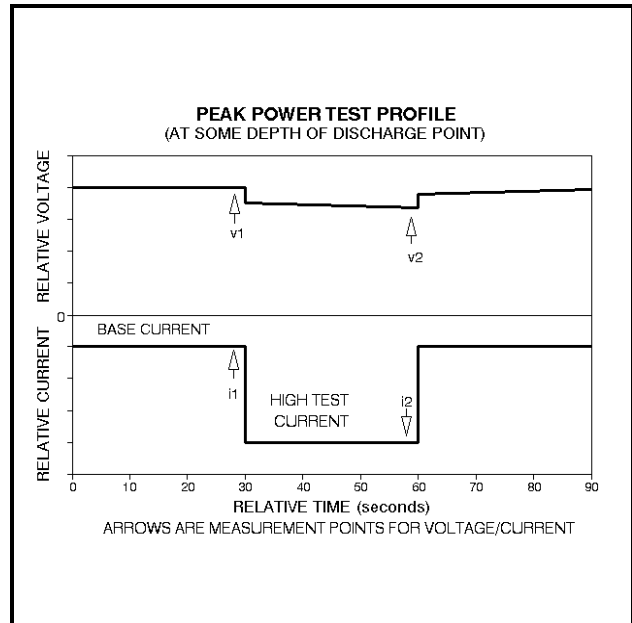 PEAK POWER TEST PROFILE
(AT SOME DEPTH OF DISCHARGE POINT)
RELATIVE VOLTAGE
v1
v2
0
RELATIVE CURRENT
BASE CURRENT
i1
HIGH TEST
CURRENT
i2
0 10 20 30 40 50 60 70 80 90
RELATIVE TIME (seconds)
ARROWS ARE MEASUREMENT POINTS FOR VOLTAGE/CURRENT